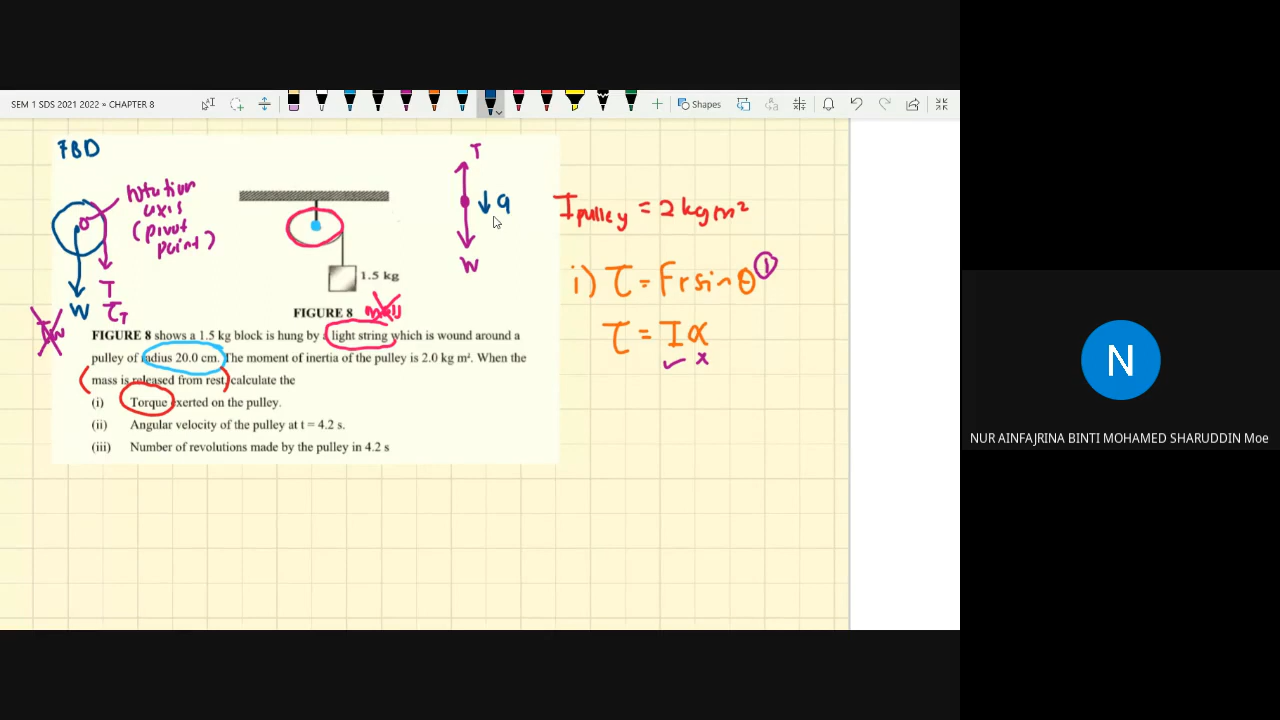 SEM 1 SDS 2021 2022 » CHAPTER 8
Shapes
FBD
rotation
axis
(pivot
point)
T
τT
W
T
a
W
1.5 kg
FIGURE 8
FIGURE 8 shows a 1.5 kg block is hung by a light string which is wound around a
pulley of radius 20.0 cm. The moment of inertia of the pulley is 2.0 kg m². When the
mass is released from rest, calculate the
(i) Torque exerted on the pulley.
(ii) Angular velocity of the pulley at t = 4.2 s.
(iii) Number of revolutions made by the pulley in 4.2 s
I pulley = 2 kg m²
i) τ = Fr sin θ ①
τ = Iα
✓ x
N
NUR AINFAJRINA BINTI MOHAMED SHARUDDIN Moe